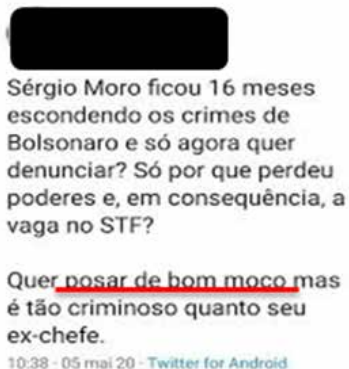 Sérgio Moro ficou 16 meses
escondendo os crimes de
Bolsonaro e só agora quer
denunciar? Só por que perdeu
poderes e, em consequência, a
vaga no STF?
Quer posar de bom moço mas
é tão criminoso quanto seu
ex-chefe.
10:38 - 05 mai 20 - Twitter for Android